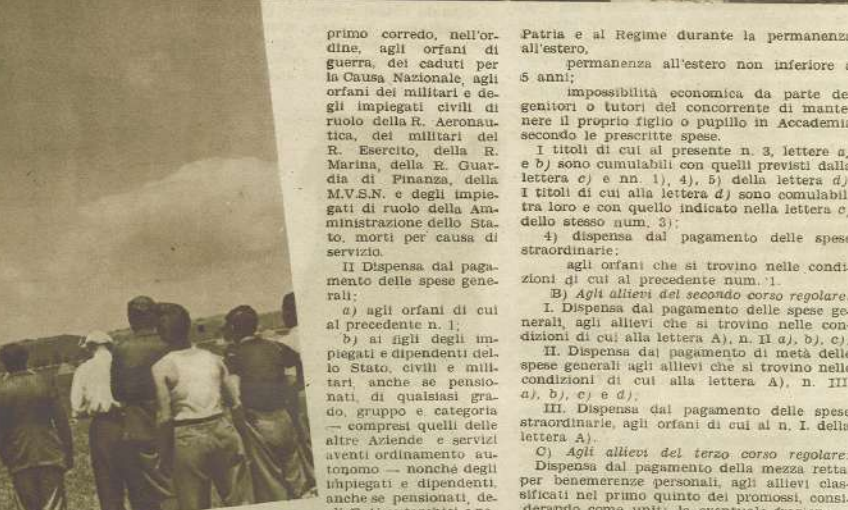 primo corredo, nell'or-
dine, agli orfani di
guerra, dei caduti per
la Causa Nazionale, agli
orfani dei militari e de-
gli impiegati civili di
ruolo della R. Aeronau-
tica, dei militari del
R. Esercito, della R.
Marina, della R. Guar-
dia di Finanza, della
M.V.S.N. e degli impie-
gati di ruolo della Am-
ministrazione dello Sta-
to, morti per causa di
servizio.
II Dispensa dal paga-
mento delle spese gene-
rali:
a) agli orfani di cui
al precedente n. 1;
b) ai figli degli im-
piegati e dipendenti del-
lo Stato, civili e mili-
tari, anche se pensio-
nati, di qualsiasi gra-
do, gruppo e categoria
— compresi quelli delle
altre Aziende e servizi
aventi ordinamento au-
tonomo — nonchè degli
impiegati e dipendenti,
anche se pensionati, de-
Patria e al Regime durante la permanenza
all'estero,
permanenza all'estero non inferiore a
5 anni;
impossibilità economica da parte de
genitori o tutori del concorrente di mante
nere il proprio figlio o pupillo in Accademia
secondo le prescritte spese.
I titoli di cui al presente n. 3, lettere a)
e b) sono cumulabili con quelli previsti dalla
lettera c) e nn. 1), 4), 5) della lettera d)
I titoli di cui alla lettera d) sono comulabil
tra loro e con quello indicato nella lettera c)
dello stesso num. 3);
4) dispensa dal pagamento delle spese
straordinarie:
agli orfani che si trovino nelle condi-
zioni di cui al precedente num. 1.
B) Agli allievi del secondo corso regolare:
I. Dispensa dal pagamento delle spese ge-
nerali, agli allievi che si trovino nelle con-
dizioni di cui alla lettera A), n. II a), b), c)
II. Dispensa dal pagamento di metà delle
spese generali agli allievi che si trovino nelle
condizioni di cui alla lettera A), n. III
a), b), c) e d);
III. Dispensa dal pagamento delle spese
straordinarie, agli orfani di cui al n. I. della
lettera A).
C) Agli allievi del terzo corso regolare:
Dispensa dal pagamento della mezza retta
per benemerenze personali, agli allievi clas-
sificati nel primo quinto dei promossi, consi-